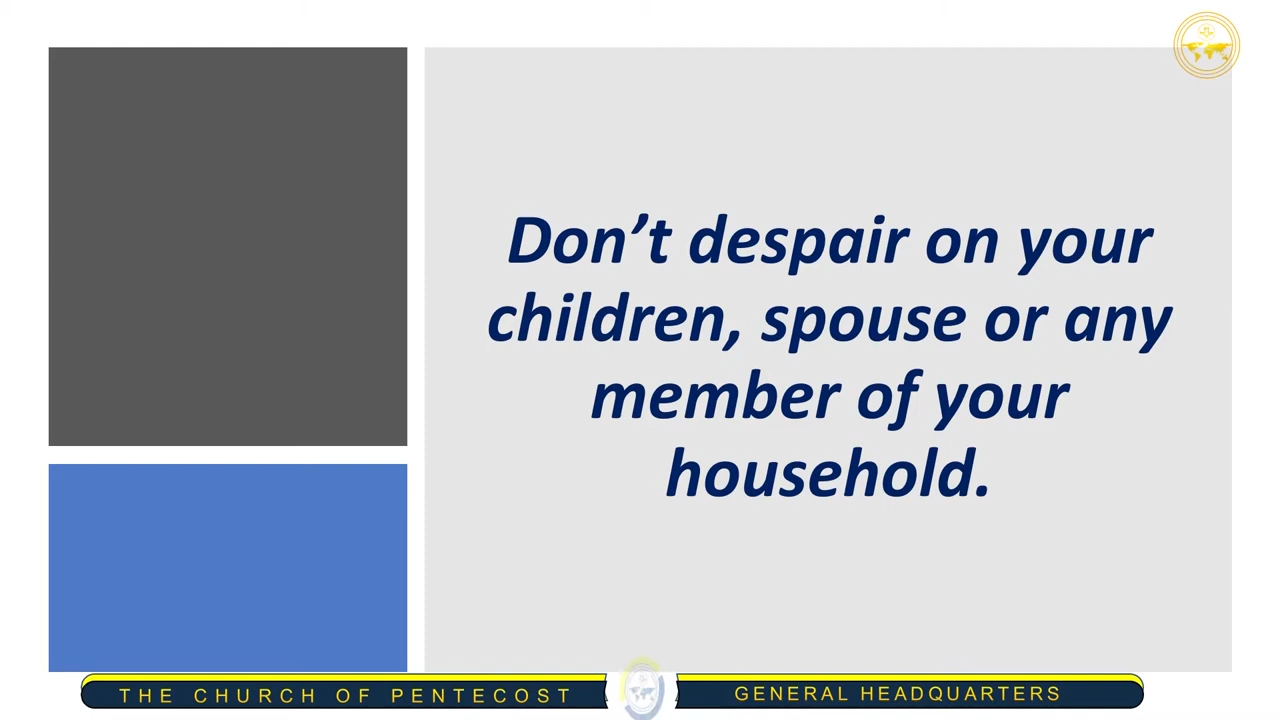 Don’t despair on your
children, spouse or any
member of your
household.
THE CHURCH OF PENTECOST
GENERAL HEADQUARTERS